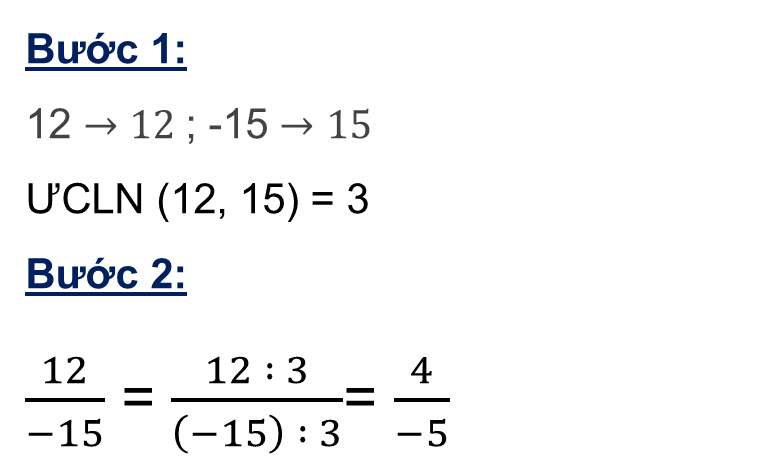 Bước 1:
12 → 12 ; -15 → 15
ƯCLN (12, 15) = 3
Bước 2:
12 / −15 = 12 : 3 / (−15) : 3 = 4 / −5